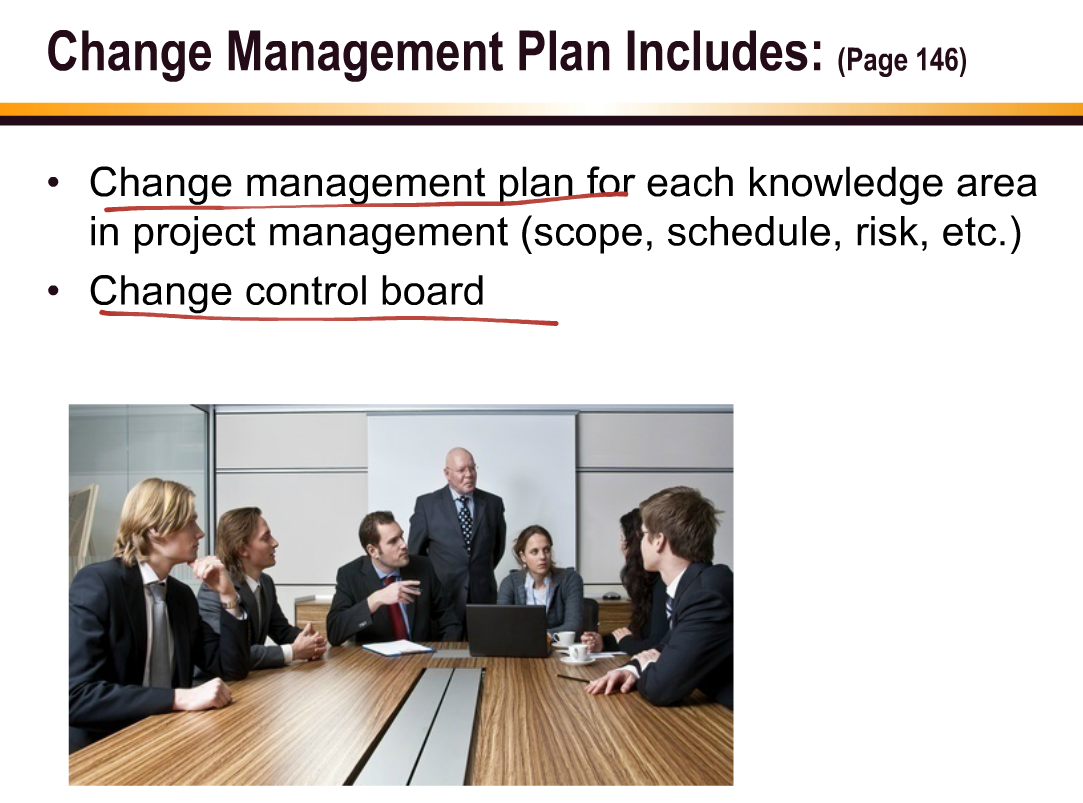 Change Management Plan Includes: (Page 146)
• Change management plan for each knowledge area
in project management (scope, schedule, risk, etc.)
• Change control board